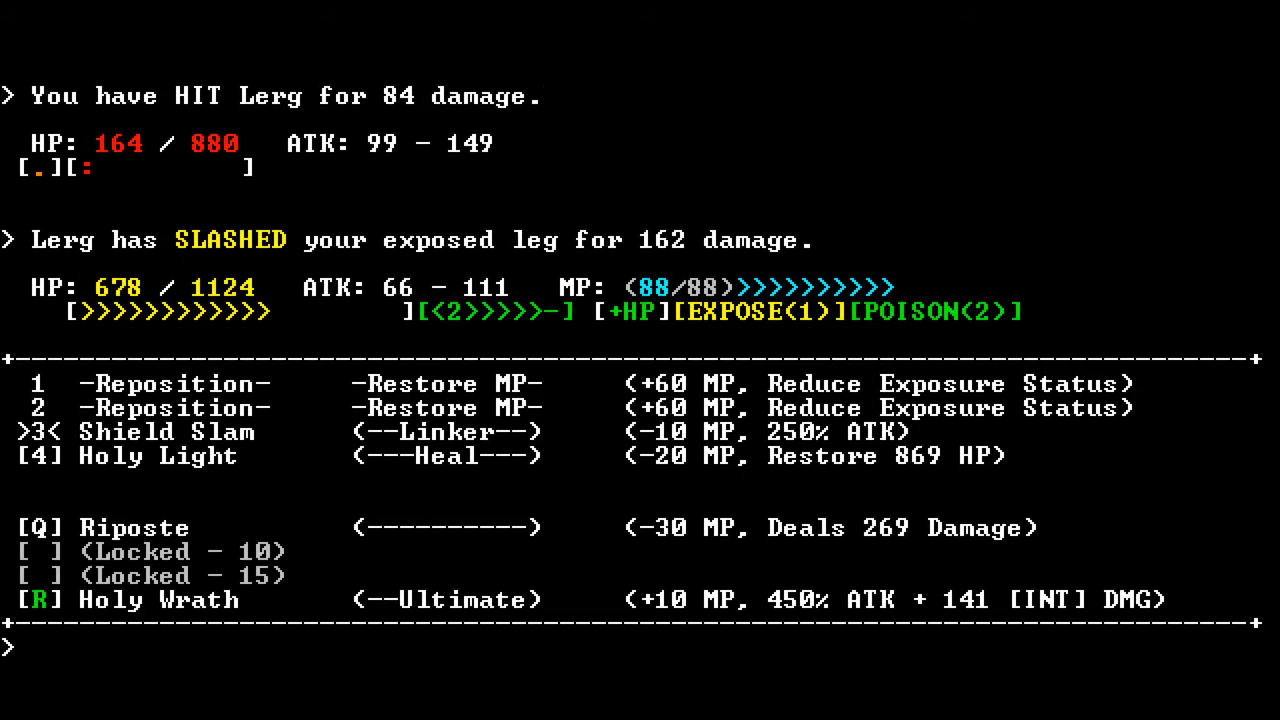 > You have HIT Lerg for 84 damage.
HP: 164 / 880   ATK: 99 - 149
[.][:          ]
> Lerg has SLASHED your exposed leg for 162 damage.
HP: 678 / 1124   ATK: 66 - 111   MP: (88/88)>>>>>>>>>>
[>>>>>>>>>>>>        ][<2>>>>>-] [+HP][EXPOSE(1)][POISON(2)]
+------------------------------------------------------------------------------+
1  -Reposition-     -Restore MP-     (+60 MP, Reduce Exposure Status)
2  -Reposition-     -Restore MP-     (+60 MP, Reduce Exposure Status)
>3< Shield Slam      (--Linker--)     (-10 MP, 250% ATK)
[4] Holy Light       (---Heal---)     (-20 MP, Restore 869 HP)
[Q] Riposte          (----------)     (-30 MP, Deals 269 Damage)
[ ] (Locked - 10)
[ ] (Locked - 15)
[R] Holy Wrath       (--Ultimate)     (+10 MP, 450% ATK + 141 [INT] DMG)
+------------------------------------------------------------------------------+
>